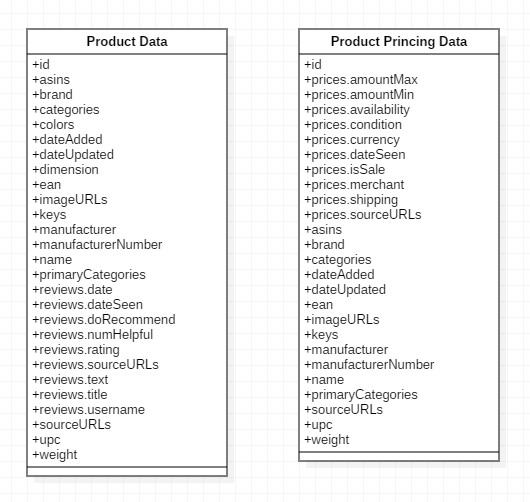 Product Data
+id
+asins
+brand
+categories
+colors
+dateAdded
+dateUpdated
+dimension
+ean
+imageURLs
+keys
+manufacturer
+manufacturerNumber
+name
+primaryCategories
+reviews.date
+reviews.dateSeen
+reviews.doRecommend
+reviews.numHelpful
+reviews.rating
+reviews.sourceURLs
+reviews.text
+reviews.title
+reviews.username
+sourceURLs
+upc
+weight
Product Princing Data
+id
+prices.amountMax
+prices.amountMin
+prices.availability
+prices.condition
+prices.currency
+prices.dateSeen
+prices.isSale
+prices.merchant
+prices.shipping
+prices.sourceURLs
+asins
+brand
+categories
+dateAdded
+dateUpdated
+ean
+imageURLs
+keys
+manufacturer
+manufacturerNumber
+name
+primaryCategories
+sourceURLs
+upc
+weight